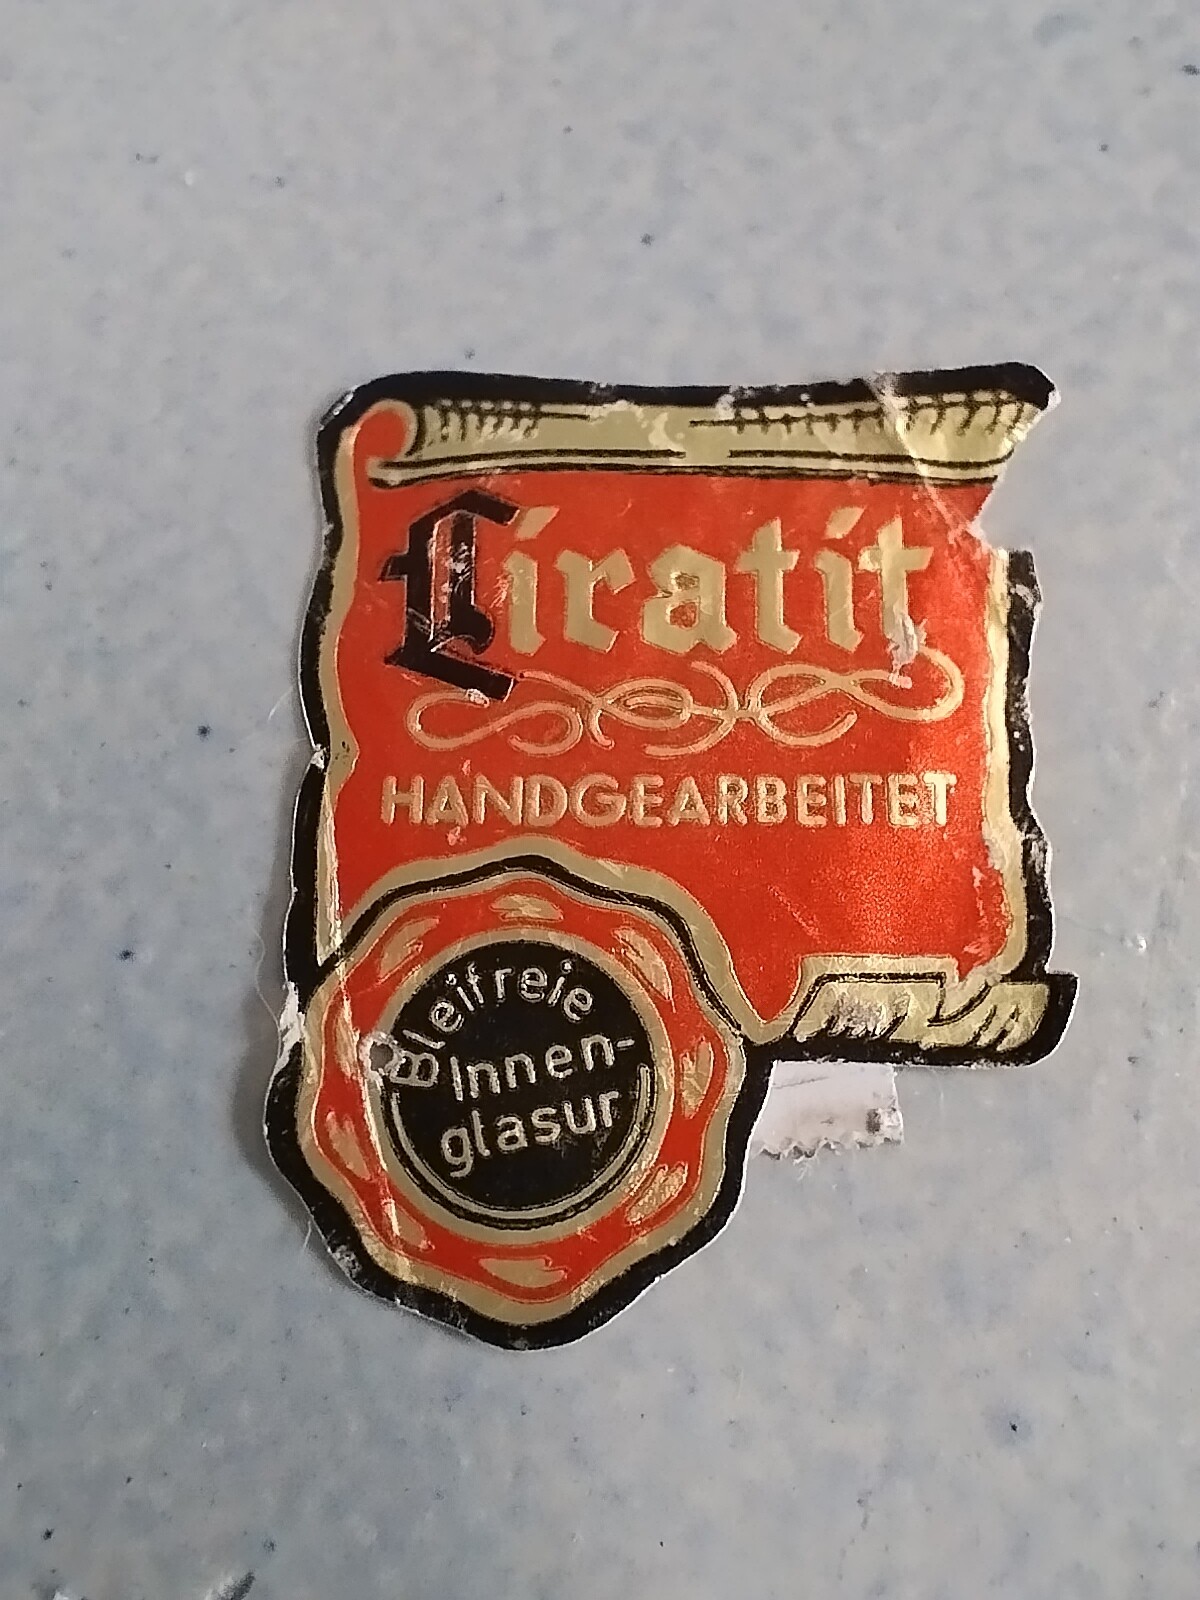 Liratit
HANDGEARBEITET
Bleifreie
Innen-
glasur